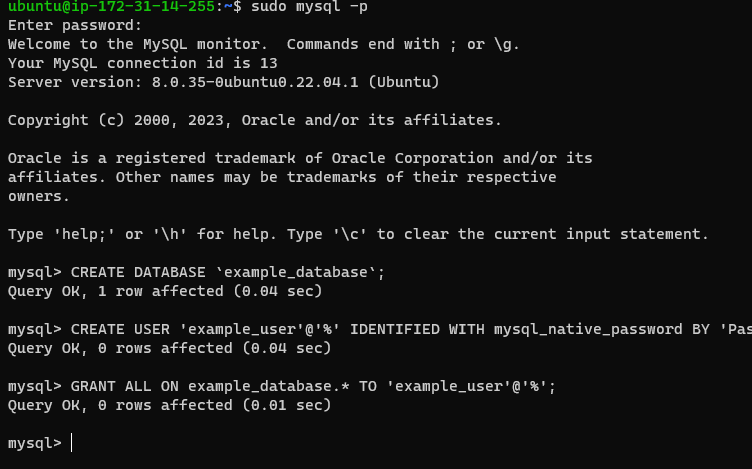 ubuntu@ip-172-31-14-255:~$ sudo mysql -p
Enter password:
Welcome to the MySQL monitor.  Commands end with ; or \g.
Your MySQL connection id is 13
Server version: 8.0.35-0ubuntu0.22.04.1 (Ubuntu)
Copyright (c) 2000, 2023, Oracle and/or its affiliates.
Oracle is a registered trademark of Oracle Corporation and/or its
affiliates. Other names may be trademarks of their respective
owners.
Type 'help;' or '\h' for help. Type '\c' to clear the current input statement.
mysql> CREATE DATABASE `example_database`;
Query OK, 1 row affected (0.04 sec)
mysql> CREATE USER 'example_user'@'%' IDENTIFIED WITH mysql_native_password BY 'Pas
Query OK, 0 rows affected (0.04 sec)
mysql> GRANT ALL ON example_database.* TO 'example_user'@'%';
Query OK, 0 rows affected (0.01 sec)
mysql>